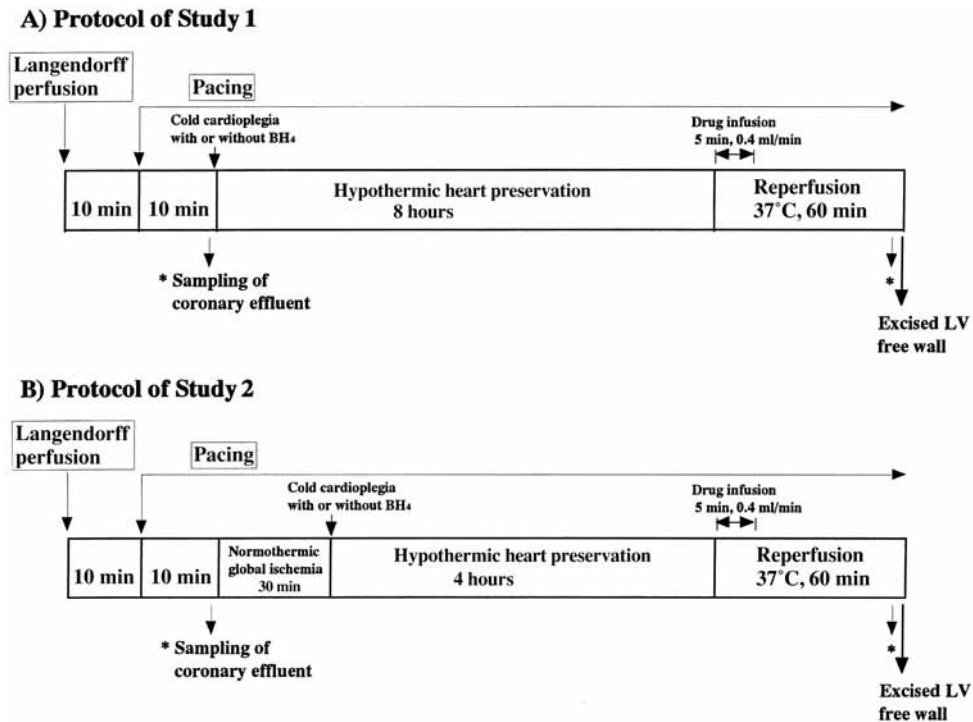 A) Protocol of Study 1
Langendorff
perfusion
Pacing
Cold cardioplegia
with or without BH₄
Drug infusion
5 min, 0.4 ml/min
10 min
10 min
Hypothermic heart preservation
8 hours
Reperfusion
37°C, 60 min
* Sampling of
coronary effluent
*
Excised LV
free wall
B) Protocol of Study 2
Langendorff
perfusion
Pacing
Cold cardioplegia
with or without BH₄
Drug infusion
5 min, 0.4 ml/min
10 min
10 min
Normothermic
global ischemia
30 min
Hypothermic heart preservation
4 hours
Reperfusion
37°C, 60 min
* Sampling of
coronary effluent
*
Excised LV
free wall